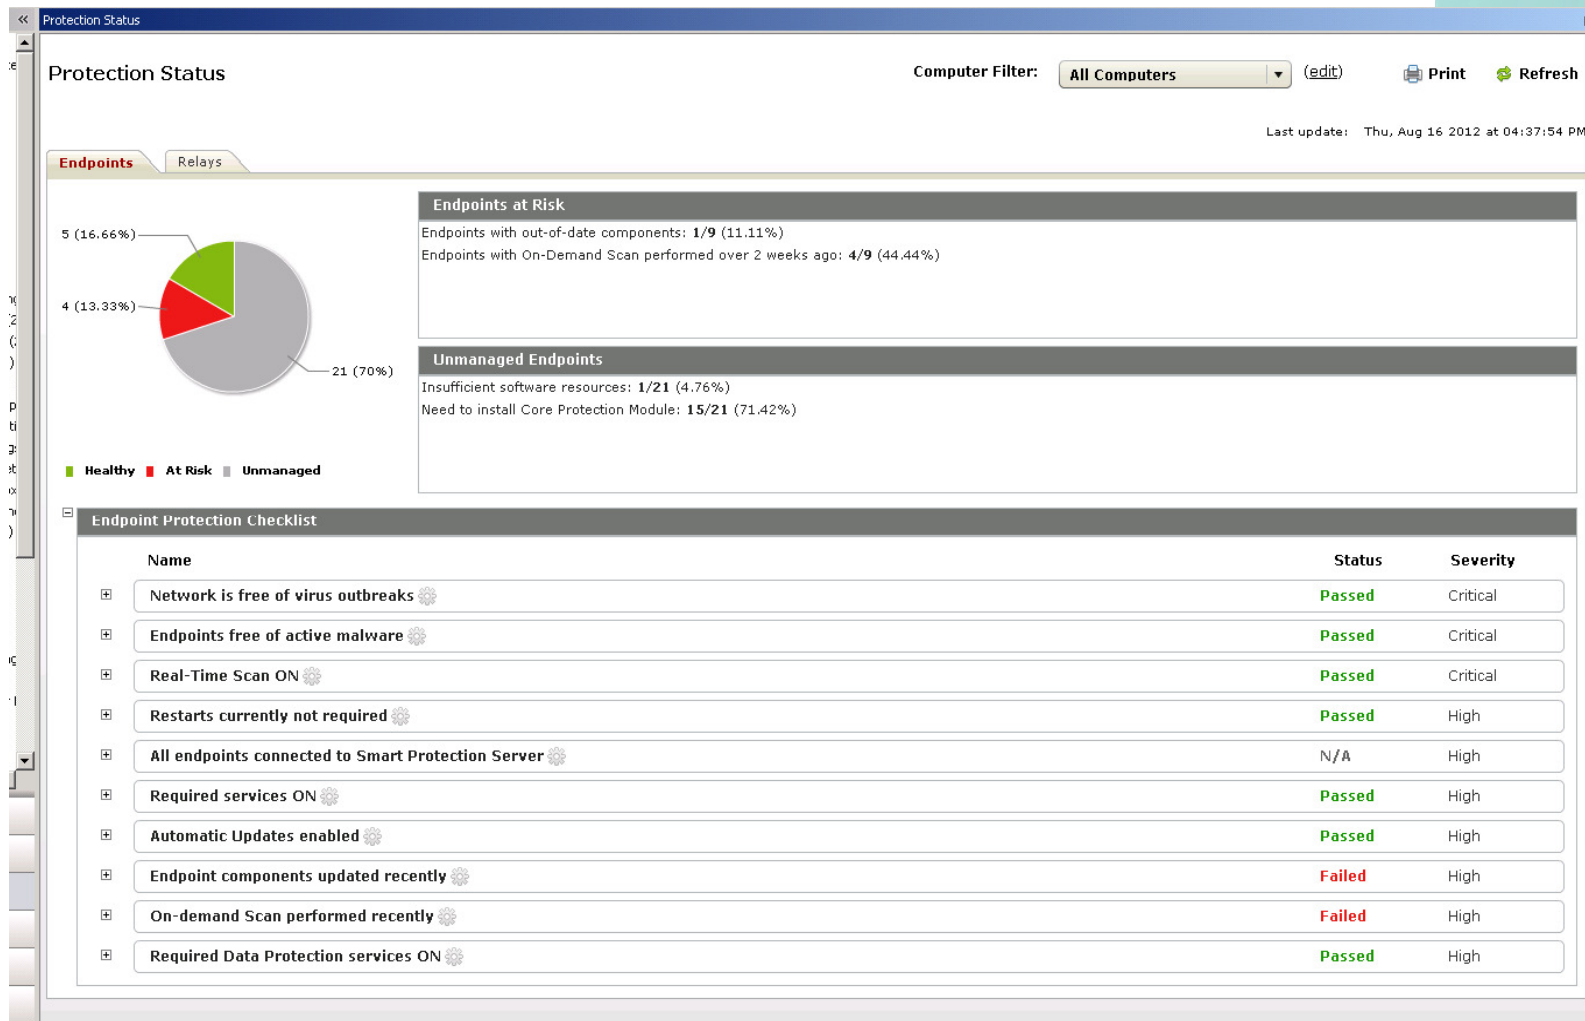 Protection Status
Protection Status
Computer Filter: All Computers (edit) Print Refresh
Last update: Thu, Aug 16 2012 at 04:37:54 PM
Endpoints Relays
5 (16.66%)
4 (13.33%)
21 (70%)
Healthy At Risk Unmanaged
Endpoints at Risk
Endpoints with out-of-date components: 1/9 (11.11%)
Endpoints with On-Demand Scan performed over 2 weeks ago: 4/9 (44.44%)
Unmanaged Endpoints
Insufficient software resources: 1/21 (4.76%)
Need to install Core Protection Module: 15/21 (71.42%)
Endpoint Protection Checklist
Name Status Severity
Network is free of virus outbreaks Passed Critical
Endpoints free of active malware Passed Critical
Real-Time Scan ON Passed Critical
Restarts currently not required Passed High
All endpoints connected to Smart Protection Server N/A High
Required services ON Passed High
Automatic Updates enabled Passed High
Endpoint components updated recently Failed High
On-demand Scan performed recently Failed High
Required Data Protection services ON Passed High